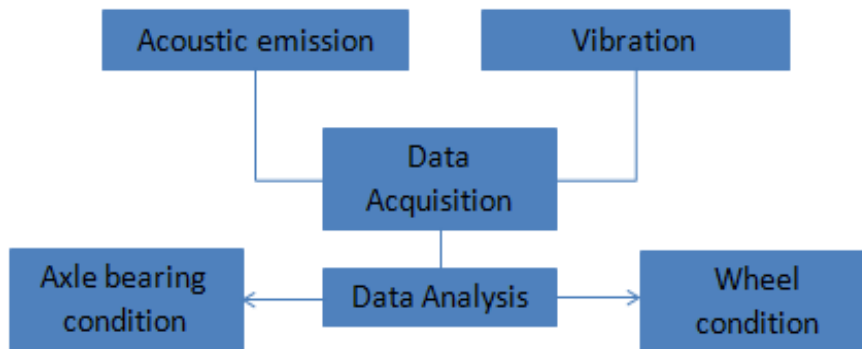 Acoustic emission
Vibration
Data
Acquisition
Axle bearing
condition
Data Analysis
Wheel
condition